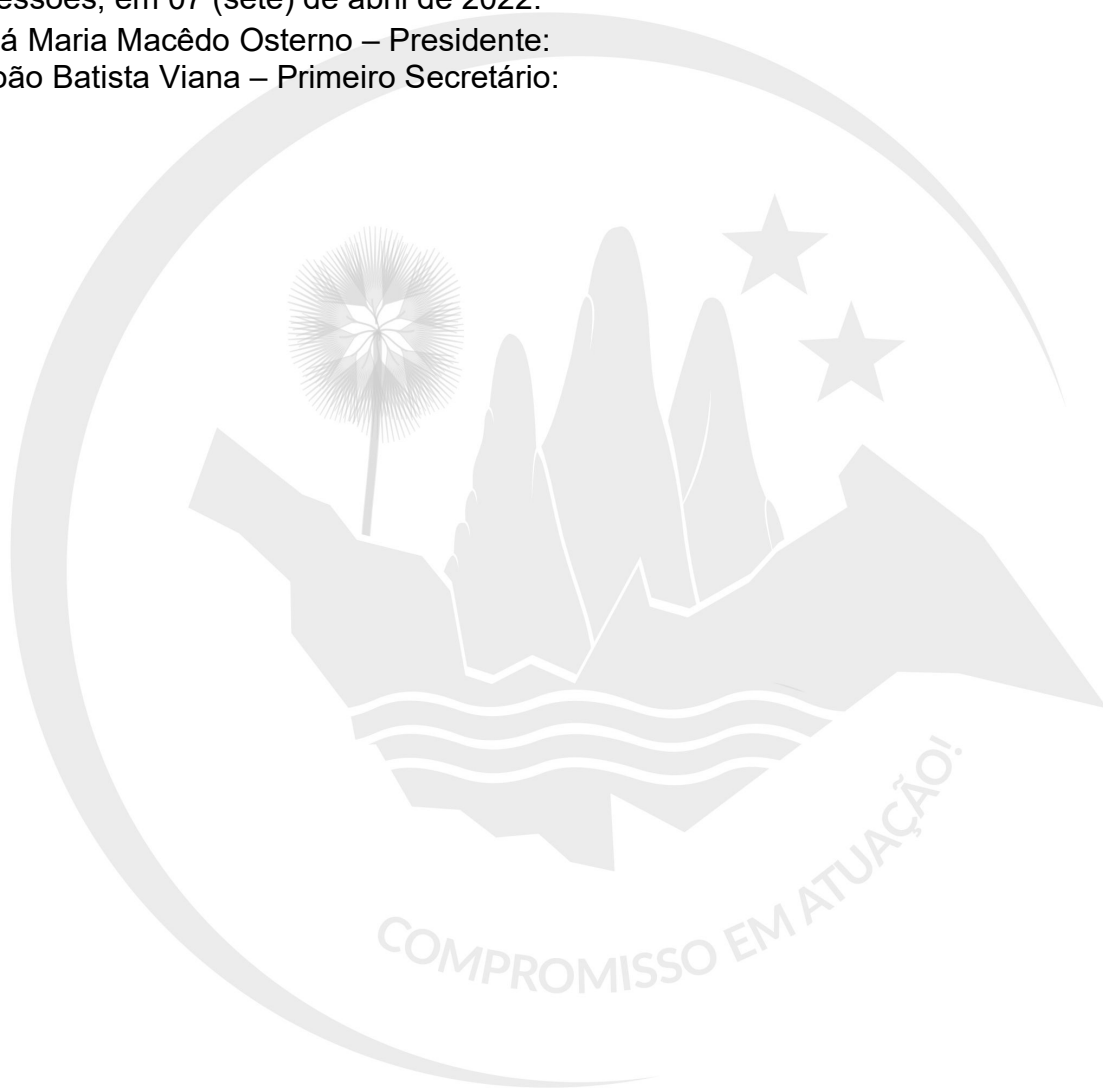 essões, em 07 (sete) de abril de 2022.
á Maria Macêdo Osterno – Presidente:
oão Batista Viana – Primeiro Secretário:
COMPROMISSO EM ATUAÇÃO!